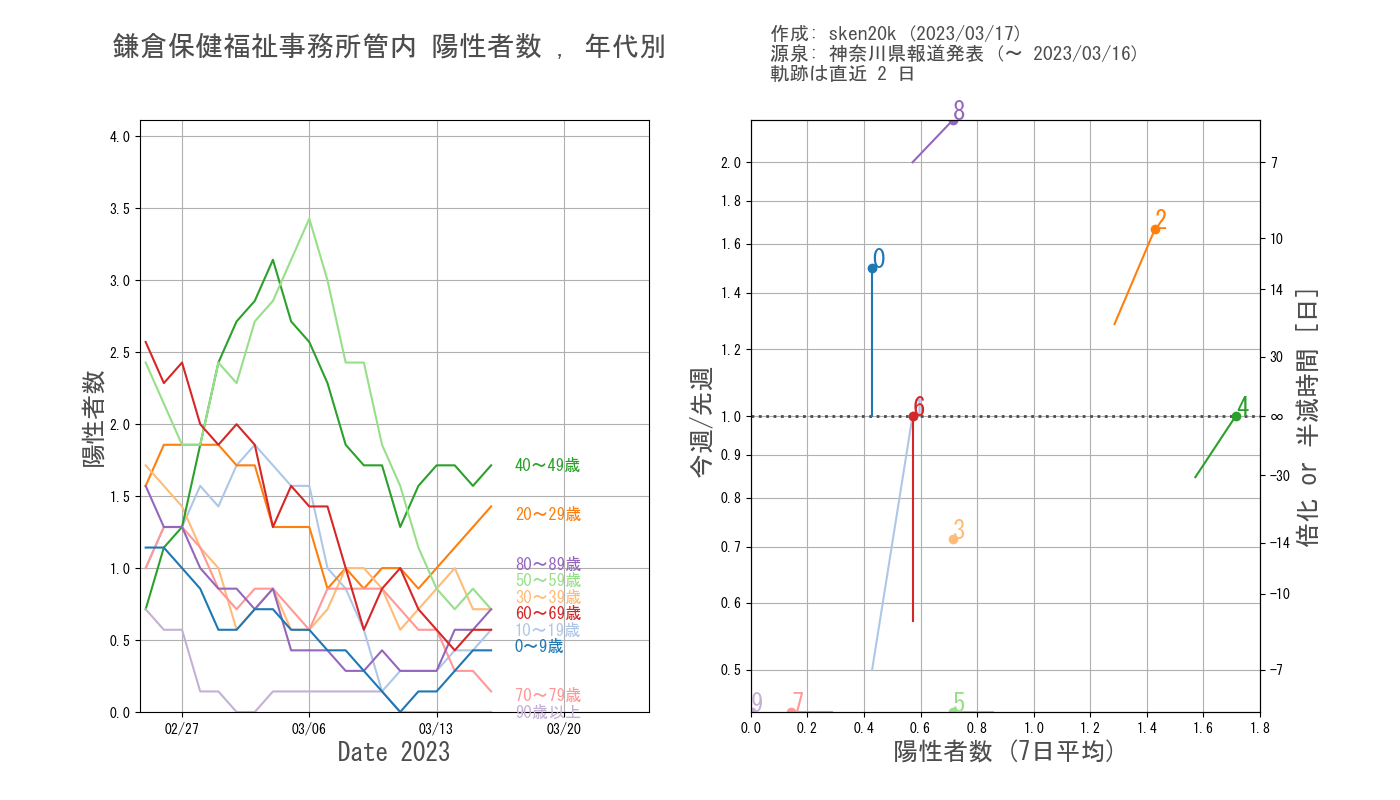 鎌倉保健福祉事務所管内 陽性者数 , 年代別
作成: sken20k (2023/03/17)
源泉: 神奈川県報道発表 (〜 2023/03/16)
軌跡は直近 2 日
陽性者数
4.0
3.5
3.0
2.5
2.0
1.5
1.0
0.5
0.0
02/27
03/06
03/13
03/20
Date 2023
40〜49歳
20〜29歳
80〜89歳
50〜59歳
30〜39歳
60〜69歳
10〜19歳
0〜9歳
70〜79歳
90歳以上
今週/先週
2.0
1.8
1.6
1.4
1.2
1.0
0.9
0.8
0.7
0.6
0.5
8
2
0
6
4
3
9
7
5
0.0
0.2
0.4
0.6
0.8
1.0
1.2
1.4
1.6
1.8
陽性者数 (7日平均)
7
10
14
30
∞
−30
−14
−10
−7
倍化 or 半減時間 [日]